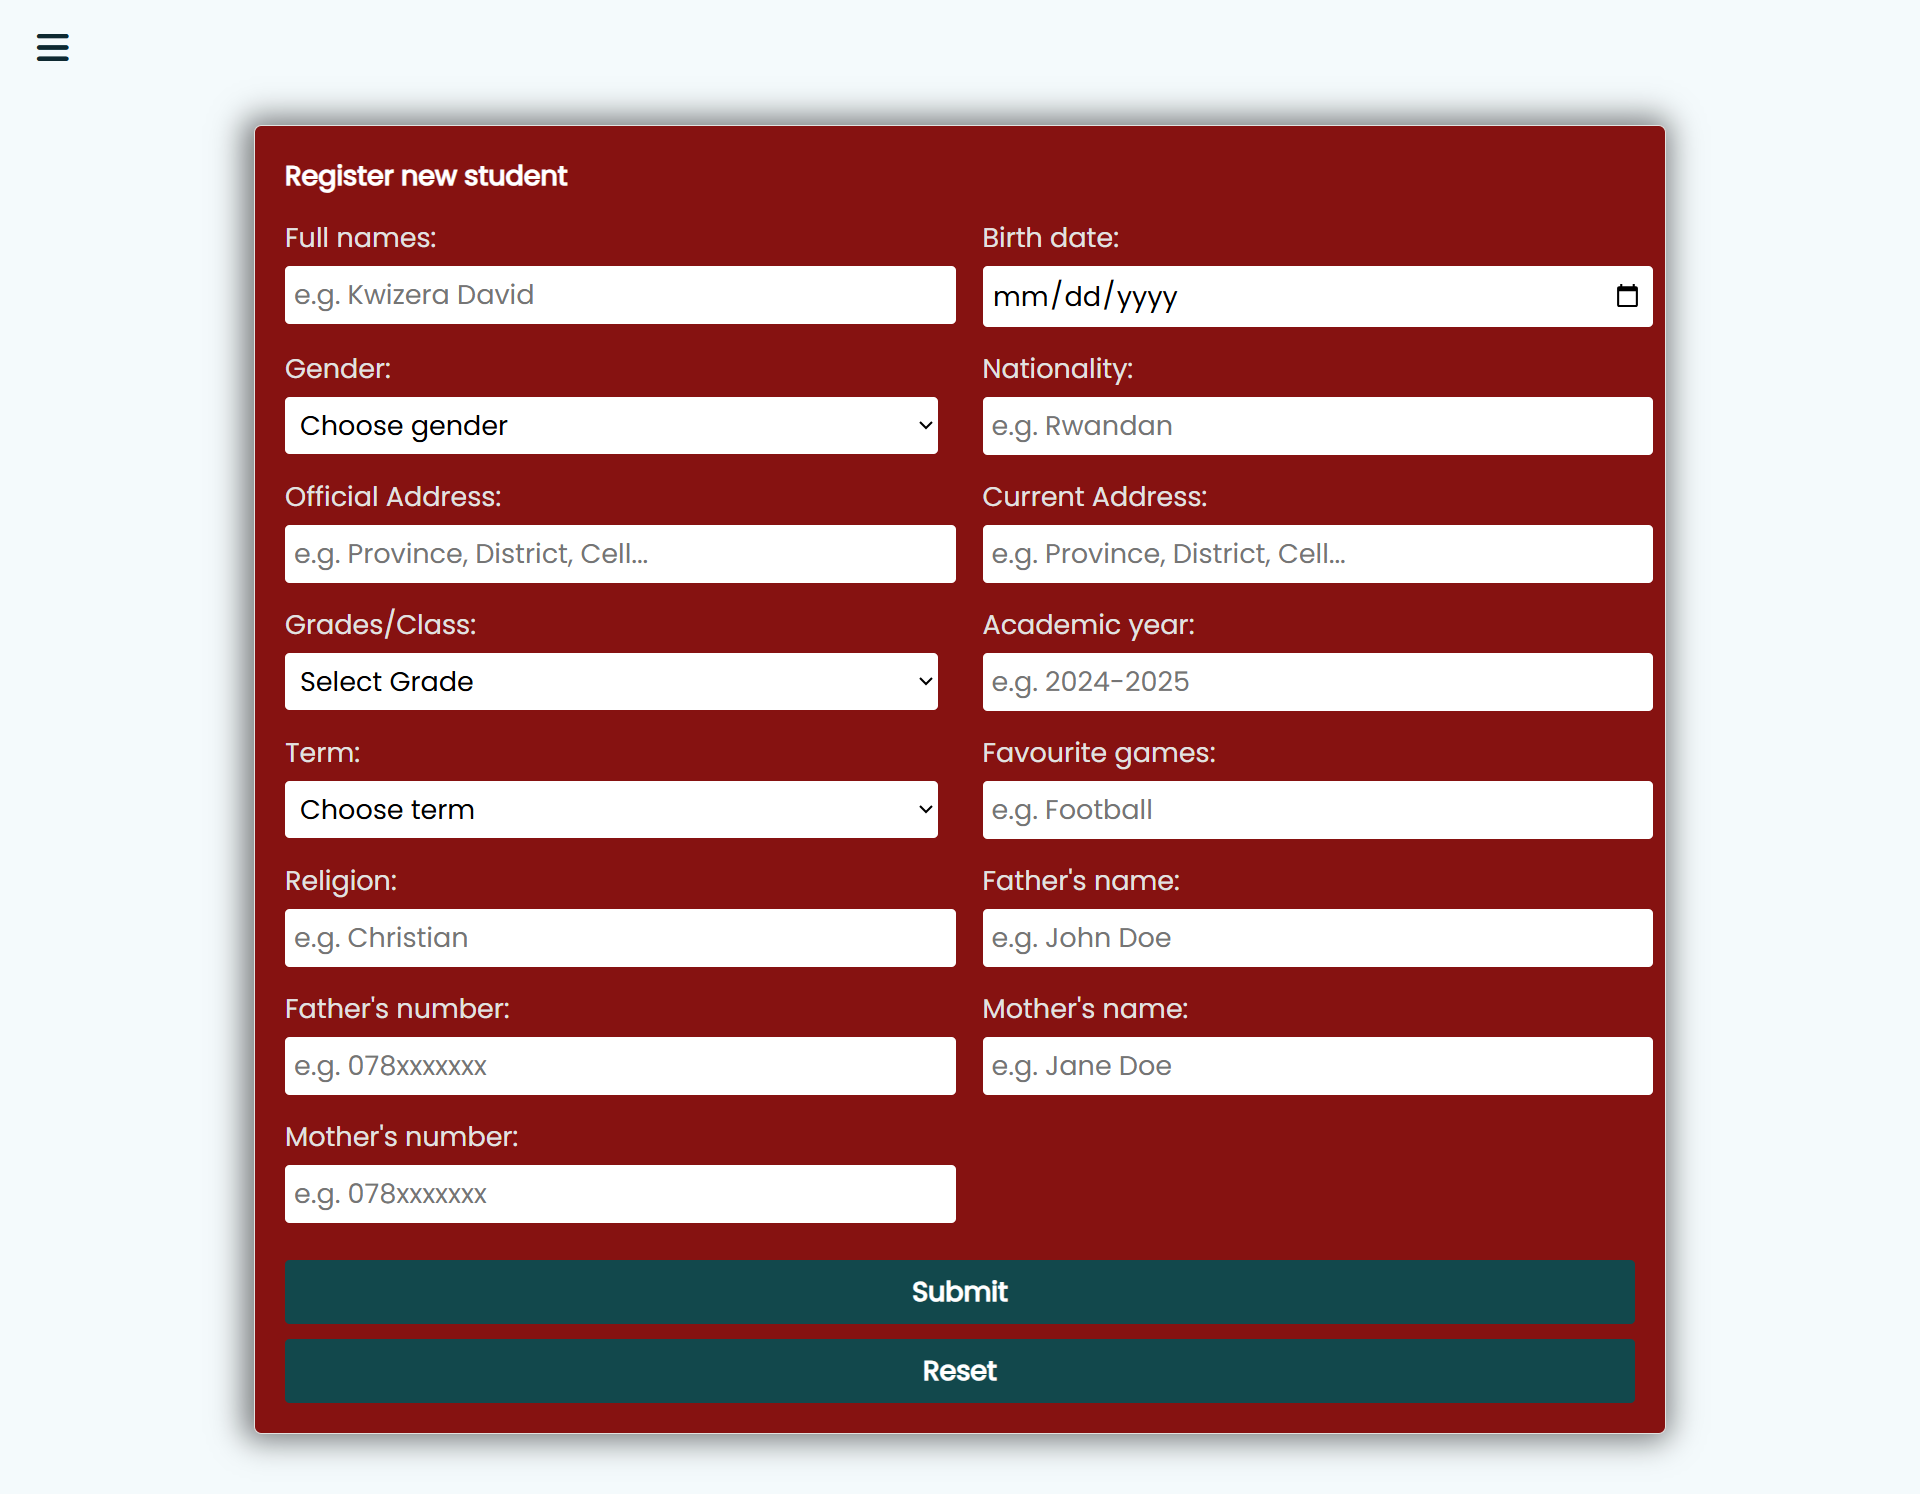 Register new student
Full names:
Birth date:
e.g. Kwizera David
mm/dd/yyyy
Gender:
Nationality:
Choose gender
e.g. Rwandan
Official Address:
Current Address:
e.g. Province, District, Cell...
e.g. Province, District, Cell...
Grades/Class:
Academic year:
Select Grade
e.g. 2024-2025
Term:
Favourite games:
Choose term
e.g. Football
Religion:
Father's name:
e.g. Christian
e.g. John Doe
Father's number:
Mother's name:
e.g. 078xxxxxxx
e.g. Jane Doe
Mother's number:
e.g. 078xxxxxxx
Submit
Reset